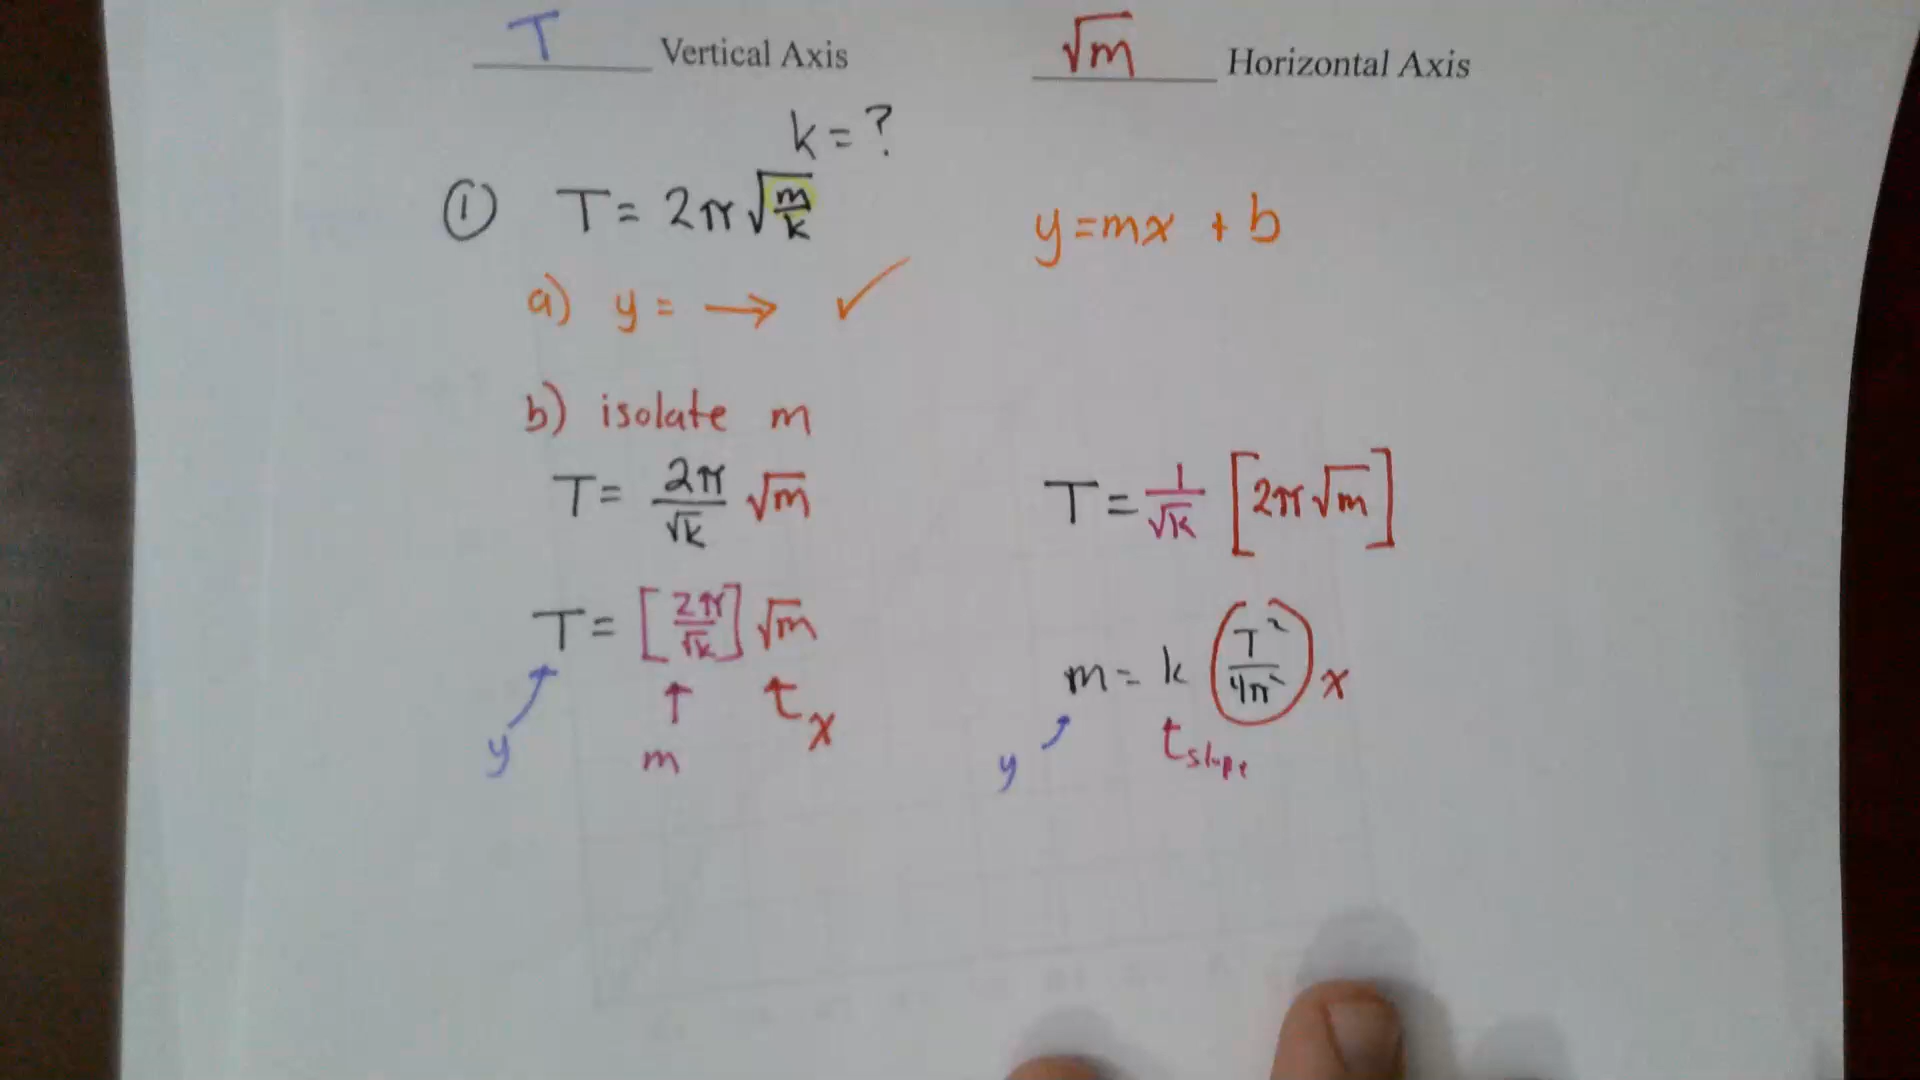 T Vertical Axis √m Horizontal Axis
k = ?
① T = 2π√(m/k) y = mx + b
a) y = → ✓
b) isolate m
T = 2π/√k √m T = 1/√k [2π√m]
T = [2π/√k] √m m = k (T²/4π²) x
↑ x slope
y m y